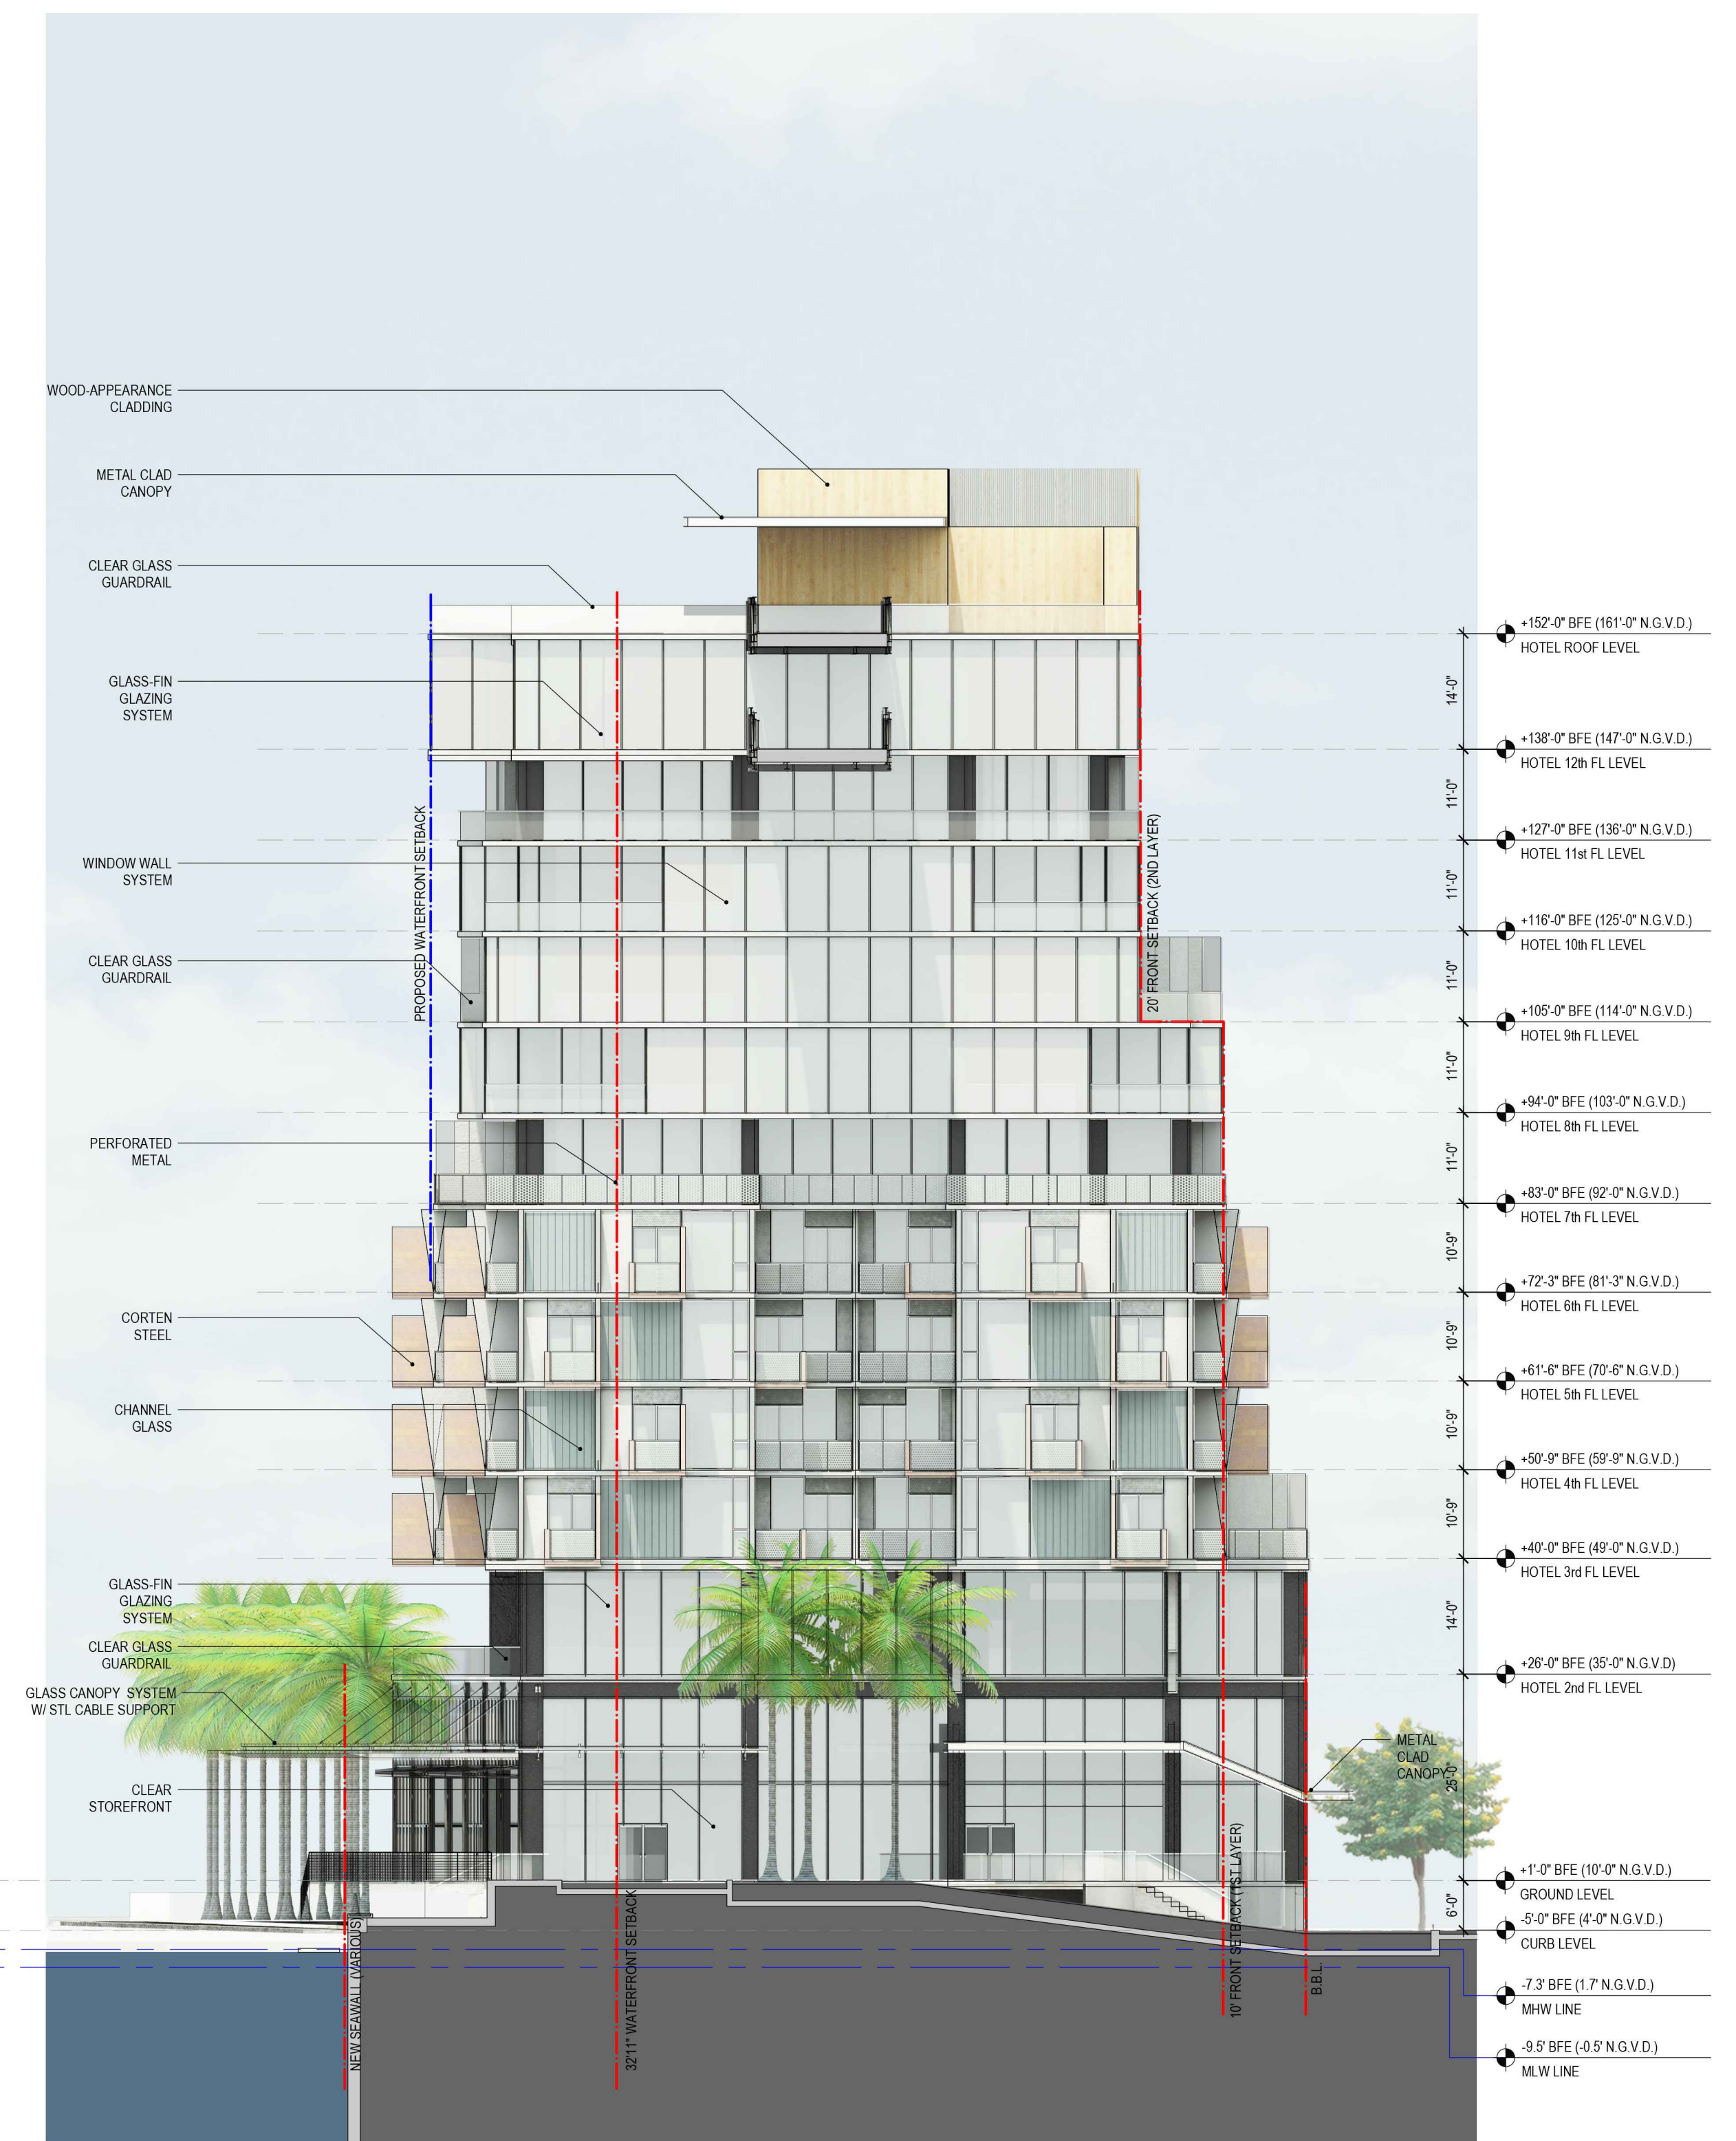 WOOD-APPEARANCE
CLADDING
METAL CLAD
CANOPY
CLEAR GLASS
GUARDRAIL
GLASS-FIN
GLAZING
SYSTEM
WINDOW WALL
SYSTEM
CLEAR GLASS
GUARDRAIL
PERFORATED
METAL
CORTEN
STEEL
CHANNEL
GLASS
GLASS-FIN
GLAZING
SYSTEM
CLEAR GLASS
GUARDRAIL
GLASS CANOPY SYSTEM
W/ STL CABLE SUPPORT
CLEAR
STOREFRONT
PROPOSED WATERFRONT SETBACK
NEW SEAWALL (VARIOUS)
32'11" WATERFRONT SETBACK
20' FRONT SETBACK (2ND LAYER)
10' FRONT SETBACK (1ST LAYER)
B.B.L.
METAL
CLAD
CANOPY
14'-0"
11'-0"
11'-0"
11'-0"
11'-0"
11'-0"
10'-9"
10'-9"
10'-9"
10'-9"
14'-0"
25'-0"
6'-0"
+152'-0" BFE (161'-0" N.G.V.D.)
HOTEL ROOF LEVEL
+138'-0" BFE (147'-0" N.G.V.D.)
HOTEL 12th FL LEVEL
+127'-0" BFE (136'-0" N.G.V.D.)
HOTEL 11st FL LEVEL
+116'-0" BFE (125'-0" N.G.V.D.)
HOTEL 10th FL LEVEL
+105'-0" BFE (114'-0" N.G.V.D.)
HOTEL 9th FL LEVEL
+94'-0" BFE (103'-0" N.G.V.D.)
HOTEL 8th FL LEVEL
+83'-0" BFE (92'-0" N.G.V.D.)
HOTEL 7th FL LEVEL
+72'-3" BFE (81'-3" N.G.V.D.)
HOTEL 6th FL LEVEL
+61'-6" BFE (70'-6" N.G.V.D.)
HOTEL 5th FL LEVEL
+50'-9" BFE (59'-9" N.G.V.D.)
HOTEL 4th FL LEVEL
+40'-0" BFE (49'-0" N.G.V.D.)
HOTEL 3rd FL LEVEL
+26'-0" BFE (35'-0" N.G.V.D)
HOTEL 2nd FL LEVEL
+1'-0" BFE (10'-0" N.G.V.D.)
GROUND LEVEL
-5'-0" BFE (4'-0" N.G.V.D.)
CURB LEVEL
-7.3' BFE (1.7' N.G.V.D.)
MHW LINE
-9.5' BFE (-0.5' N.G.V.D.)
MLW LINE